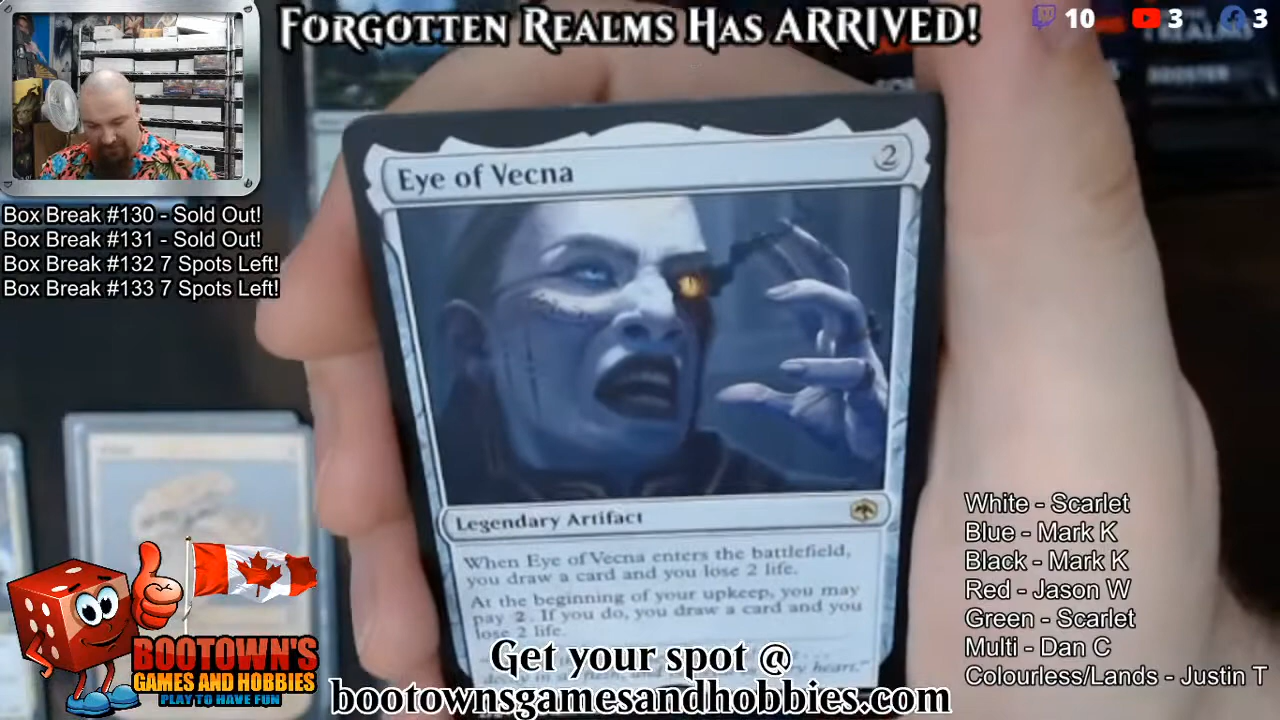 FORGOTTEN REALMS HAS ARRIVED!
10 3 3
REALMS
BOOSTER
Box Break #130 - Sold Out!
Box Break #131 - Sold Out!
Box Break #132 7 Spots Left!
Box Break #133 7 Spots Left!
Eye of Vecna 2
Legendary Artifact
When Eye of Vecna enters the battlefield,
you draw a card and you lose 2 life.
At the beginning of your upkeep, you may
pay 2. If you do, you draw a card and you
lose 2 life.
heart."
White - Scarlet
Blue - Mark K
Black - Mark K
Red - Jason W
Green - Scarlet
Multi - Dan C
Colourless/Lands - Justin T
BOOTOWN'S
GAMES AND HOBBIES
PLAY TO HAVE FUN
Get your spot @
bootownsgamesandhobbies.com